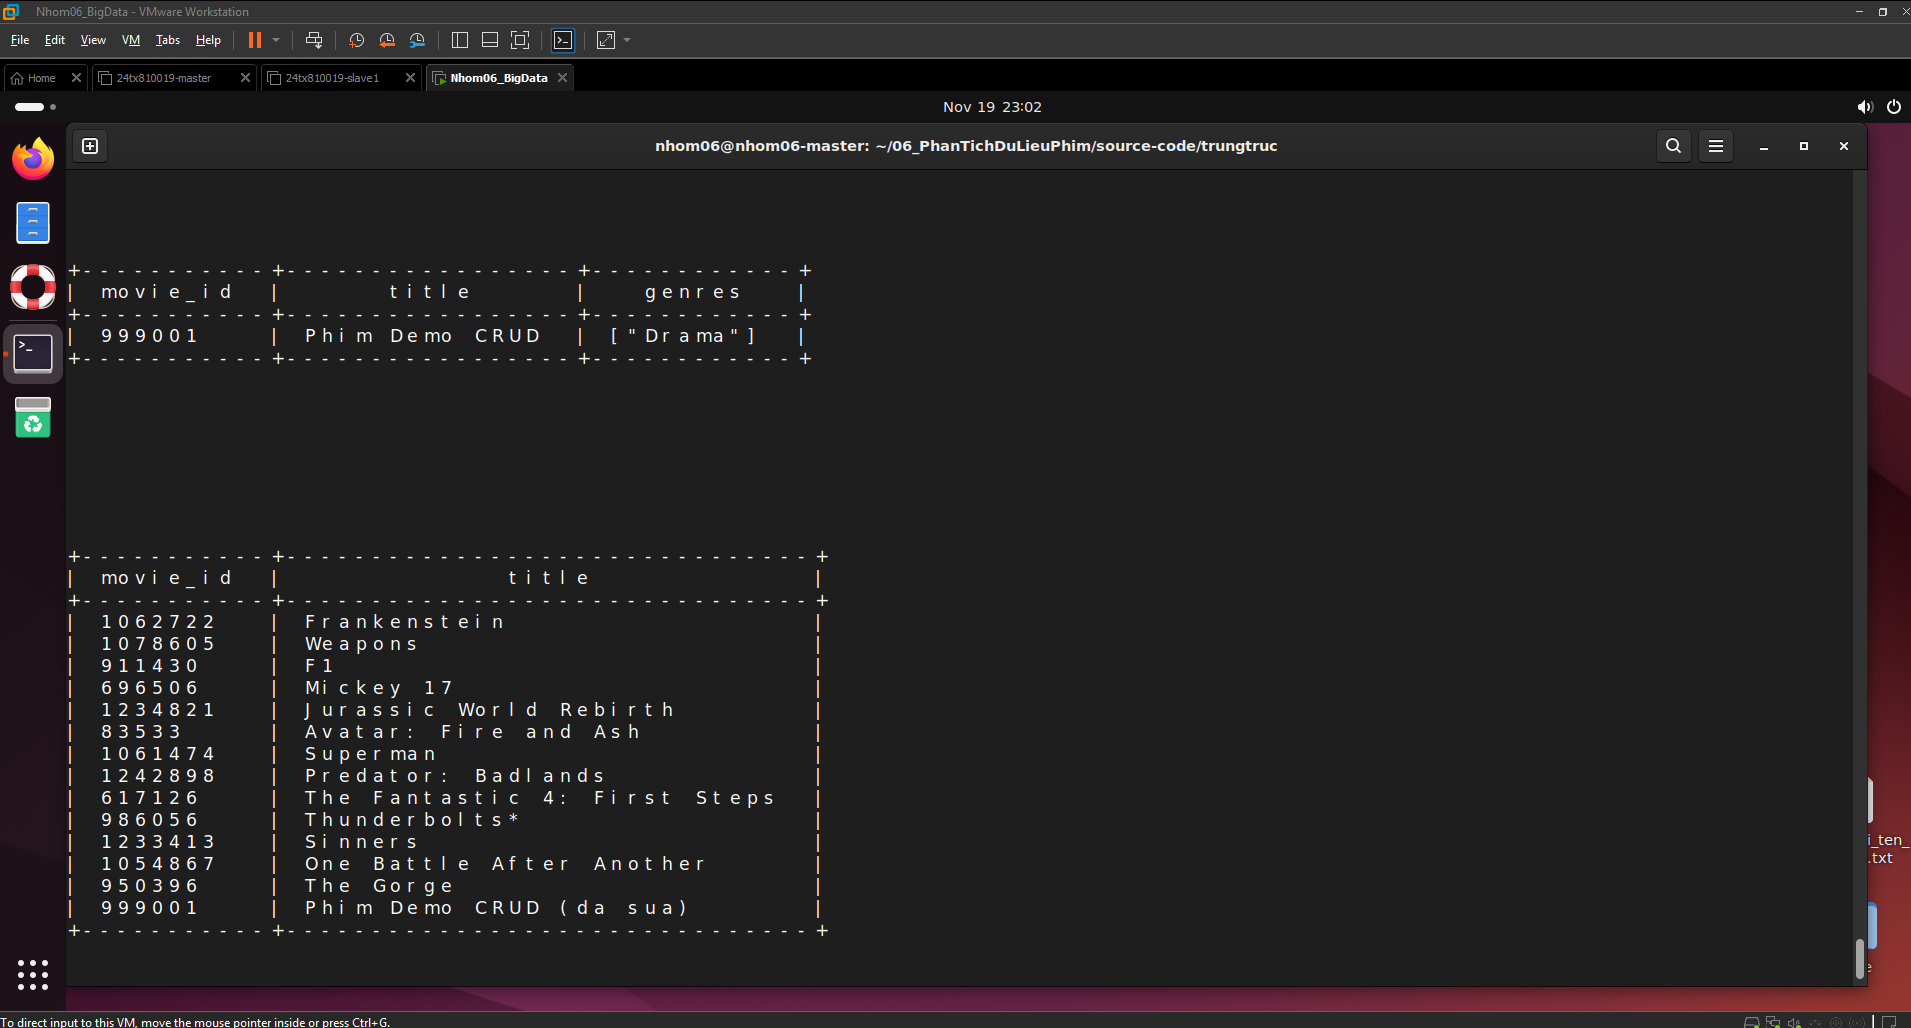 Nhom06_BigData - VMware Workstation
File Edit View VM Tabs Help
Home 24tx810019-master 24tx810019-slave1 Nhom06_BigData
Nov 19 23:02
nhom06@nhom06-master: ~/06_PhanTichDuLieuPhim/source-code/trungtruc
+-----------+-----------------+------------+
| movie_id | title | genres |
+-----------+-----------------+------------+
| 999001 | Phim Demo CRUD | ["Drama"] |
+-----------+-----------------+------------+
+-----------+-------------------------------+
| movie_id | title |
+-----------+-------------------------------+
| 1062722 | Frankenstein |
| 1078605 | Weapons |
| 911430 | F1 |
| 696506 | Mickey 17 |
| 1234821 | Jurassic World Rebirth |
| 83533 | Avatar: Fire and Ash |
| 1061474 | Superman |
| 1242898 | Predator: Badlands |
| 617126 | The Fantastic 4: First Steps |
| 986056 | Thunderbolts* |
| 1233413 | Sinners |
| 1054867 | One Battle After Another |
| 950396 | The Gorge |
| 999001 | Phim Demo CRUD (da sua) |
+-----------+-------------------------------+
i_ten_
.txt
e
To direct input to this VM, move the mouse pointer inside or press Ctrl+G.